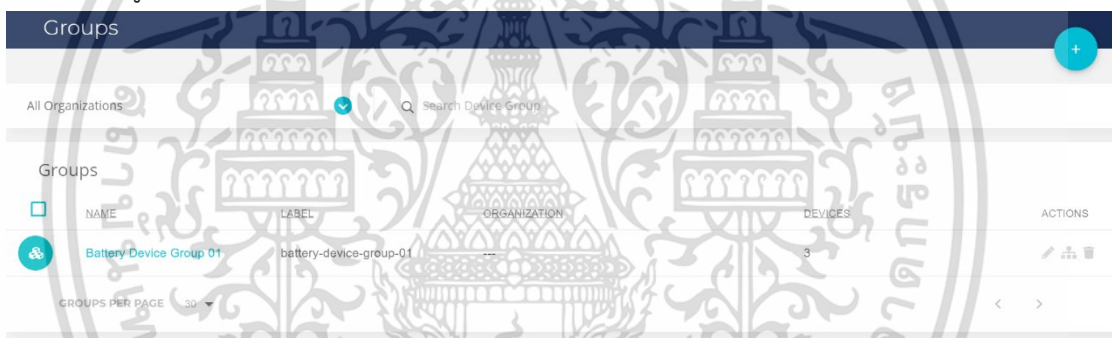 Groups
+
All Organizations
Search Device Group
Groups
NAME LABEL ORGANIZATION DEVICES ACTIONS
Battery Device Group 01 battery-device-group-01 --- 3
GROUPS PER PAGE 30